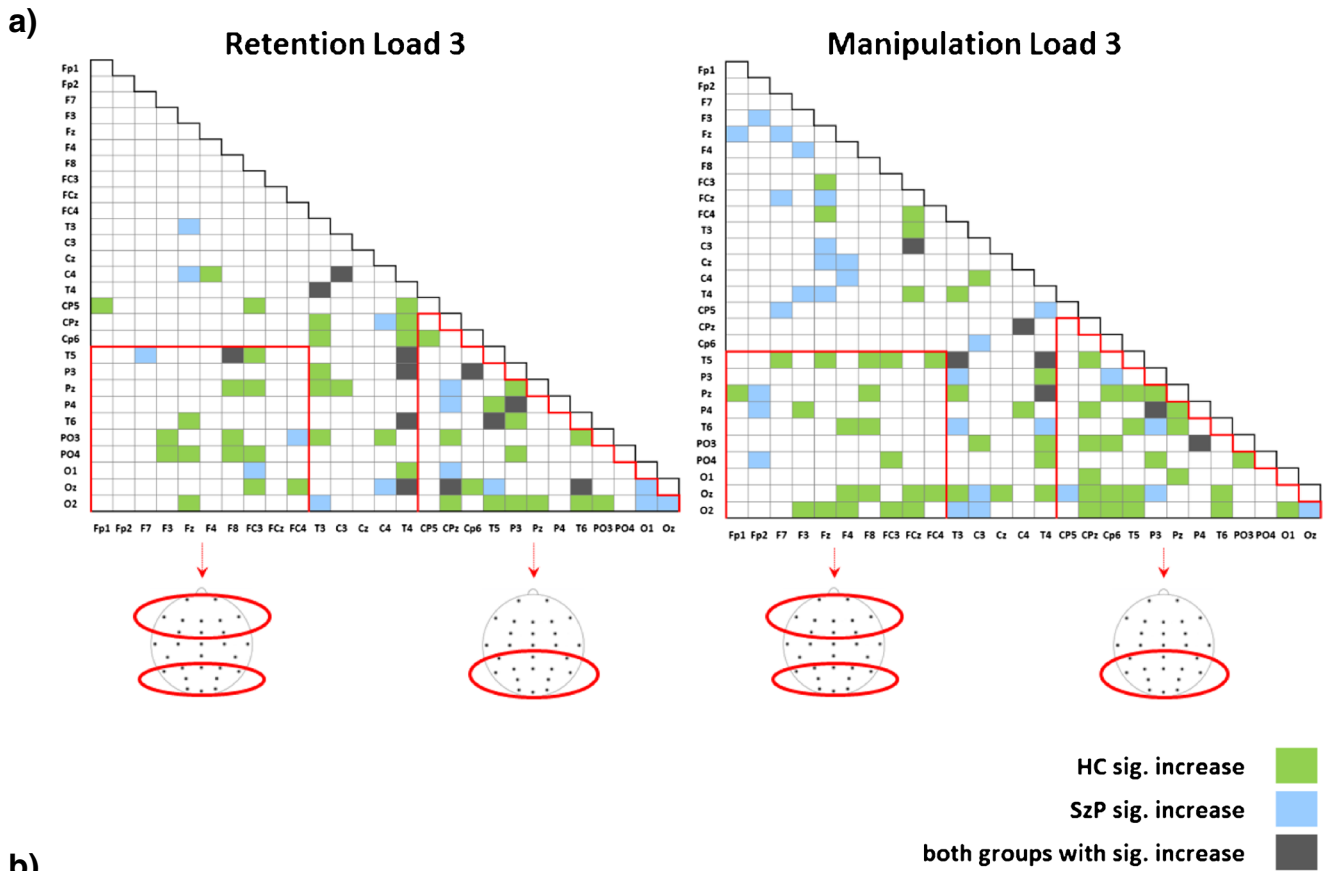 a)
Retention Load 3
Manipulation Load 3
Fp1
Fp2
F7
F3
Fz
F4
F8
FC3
FCz
FC4
T3
C3
Cz
C4
T4
CP5
CPz
Cp6
T5
P3
Pz
P4
T6
PO3
PO4
O1
Oz
O2
Fp1 Fp2 F7 F3 Fz F4 F8 FC3 FCz FC4 T3 C3 Cz C4 T4 CP5 CPz Cp6 T5 P3 Pz P4 T6 PO3 PO4 O1 Oz
Fp1
Fp2
F7
F3
Fz
F4
F8
FC3
FCz
FC4
T3
C3
Cz
C4
T4
CP5
CPz
Cp6
T5
P3
Pz
P4
T6
PO3
PO4
O1
Oz
O2
Fp1 Fp2 F7 F3 Fz F4 F8 FC3 FCz FC4 T3 C3 Cz C4 T4 CP5 CPz Cp6 T5 P3 Pz P4 T6 PO3 PO4 O1 Oz
HC sig. increase
SzP sig. increase
both groups with sig. increase
b)